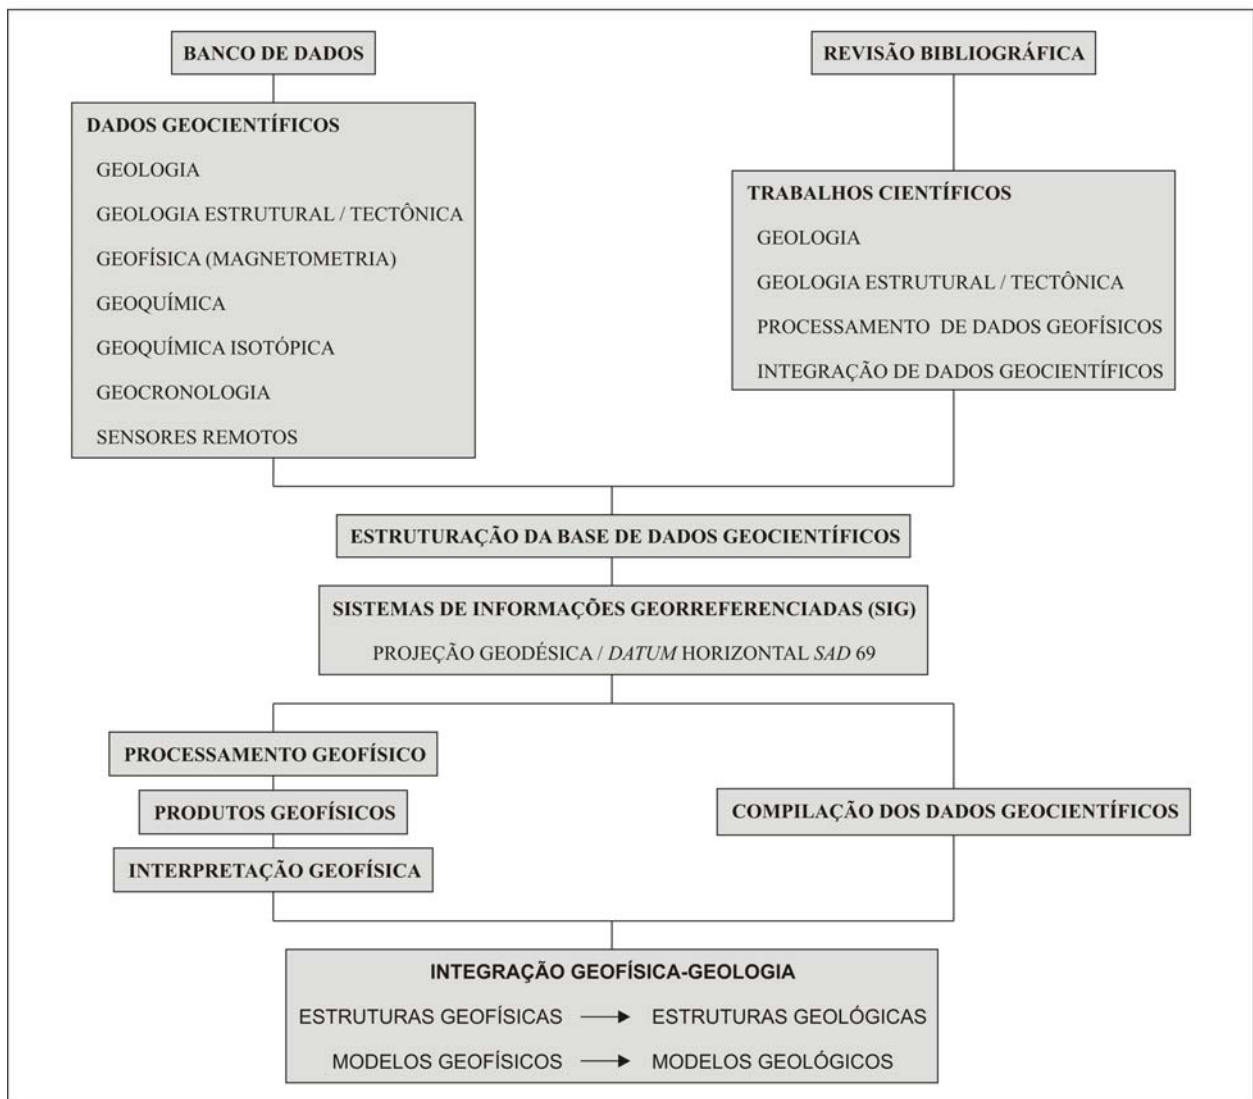 BANCO DE DADOS
REVISÃO BIBLIOGRÁFICA
DADOS GEOCIENTÍFICOS
GEOLOGIA
GEOLOGIA ESTRUTURAL / TECTÔNICA
GEOFÍSICA (MAGNETOMETRIA)
GEOQUÍMICA
GEOQUÍMICA ISOTÓPICA
GEOCRONOLOGIA
SENSORES REMOTOS
TRABALHOS CIENTÍFICOS
GEOLOGIA
GEOLOGIA ESTRUTURAL / TECTÔNICA
PROCESSAMENTO DE DADOS GEOFÍSICOS
INTEGRAÇÃO DE DADOS GEOCIENTÍFICOS
ESTRUTURAÇÃO DA BASE DE DADOS GEOCIENTÍFICOS
SISTEMAS DE INFORMAÇÕES GEORREFERENCIADAS (SIG)
PROJEÇÃO GEODÉSICA / DATUM HORIZONTAL SAD 69
PROCESSAMENTO GEOFÍSICO
PRODUTOS GEOFÍSICOS
INTERPRETAÇÃO GEOFÍSICA
COMPILAÇÃO DOS DADOS GEOCIENTÍFICOS
INTEGRAÇÃO GEOFÍSICA-GEOLOGIA
ESTRUTURAS GEOFÍSICAS → ESTRUTURAS GEOLÓGICAS
MODELOS GEOFÍSICOS → MODELOS GEOLÓGICOS